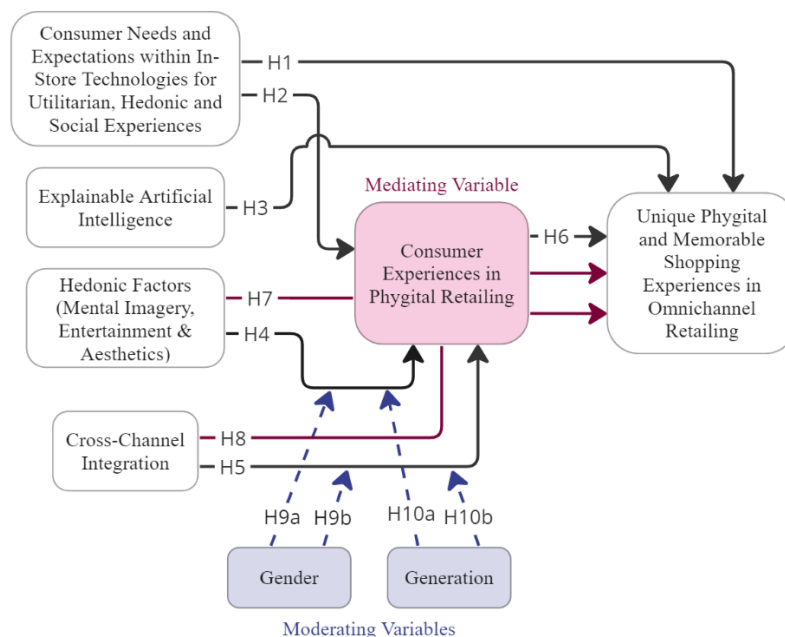 Consumer Needs and
Expectations within In-
Store Technologies for
Utilitarian, Hedonic and
Social Experiences
H1
H2
Explainable Artificial
Intelligence
H3
Mediating Variable
Consumer
Experiences in
Phygital Retailing
H6
Unique Phygital
and Memorable
Shopping
Experiences in
Omnichannel
Retailing
Hedonic Factors
(Mental Imagery,
Entertainment &
Aesthetics)
H7
H4
Cross-Channel
Integration
H8
H5
H9a
H9b
H10a
H10b
Gender
Generation
Moderating Variables